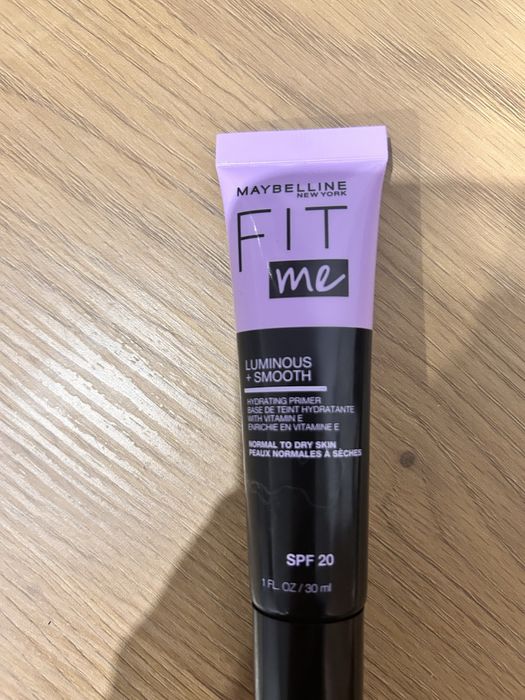 MAYBELLINE
NEW YORK
FIT
me
LUMINOUS
+ SMOOTH
HYDRATING PRIMER
BASE DE TEINT HYDRATANTE
WITH VITAMIN E
ENRICHIE EN VITAMINE E
NORMAL TO DRY SKIN
PEAUX NORMALES À SÈCHES
SPF 20
1 FL. OZ / 30 ml